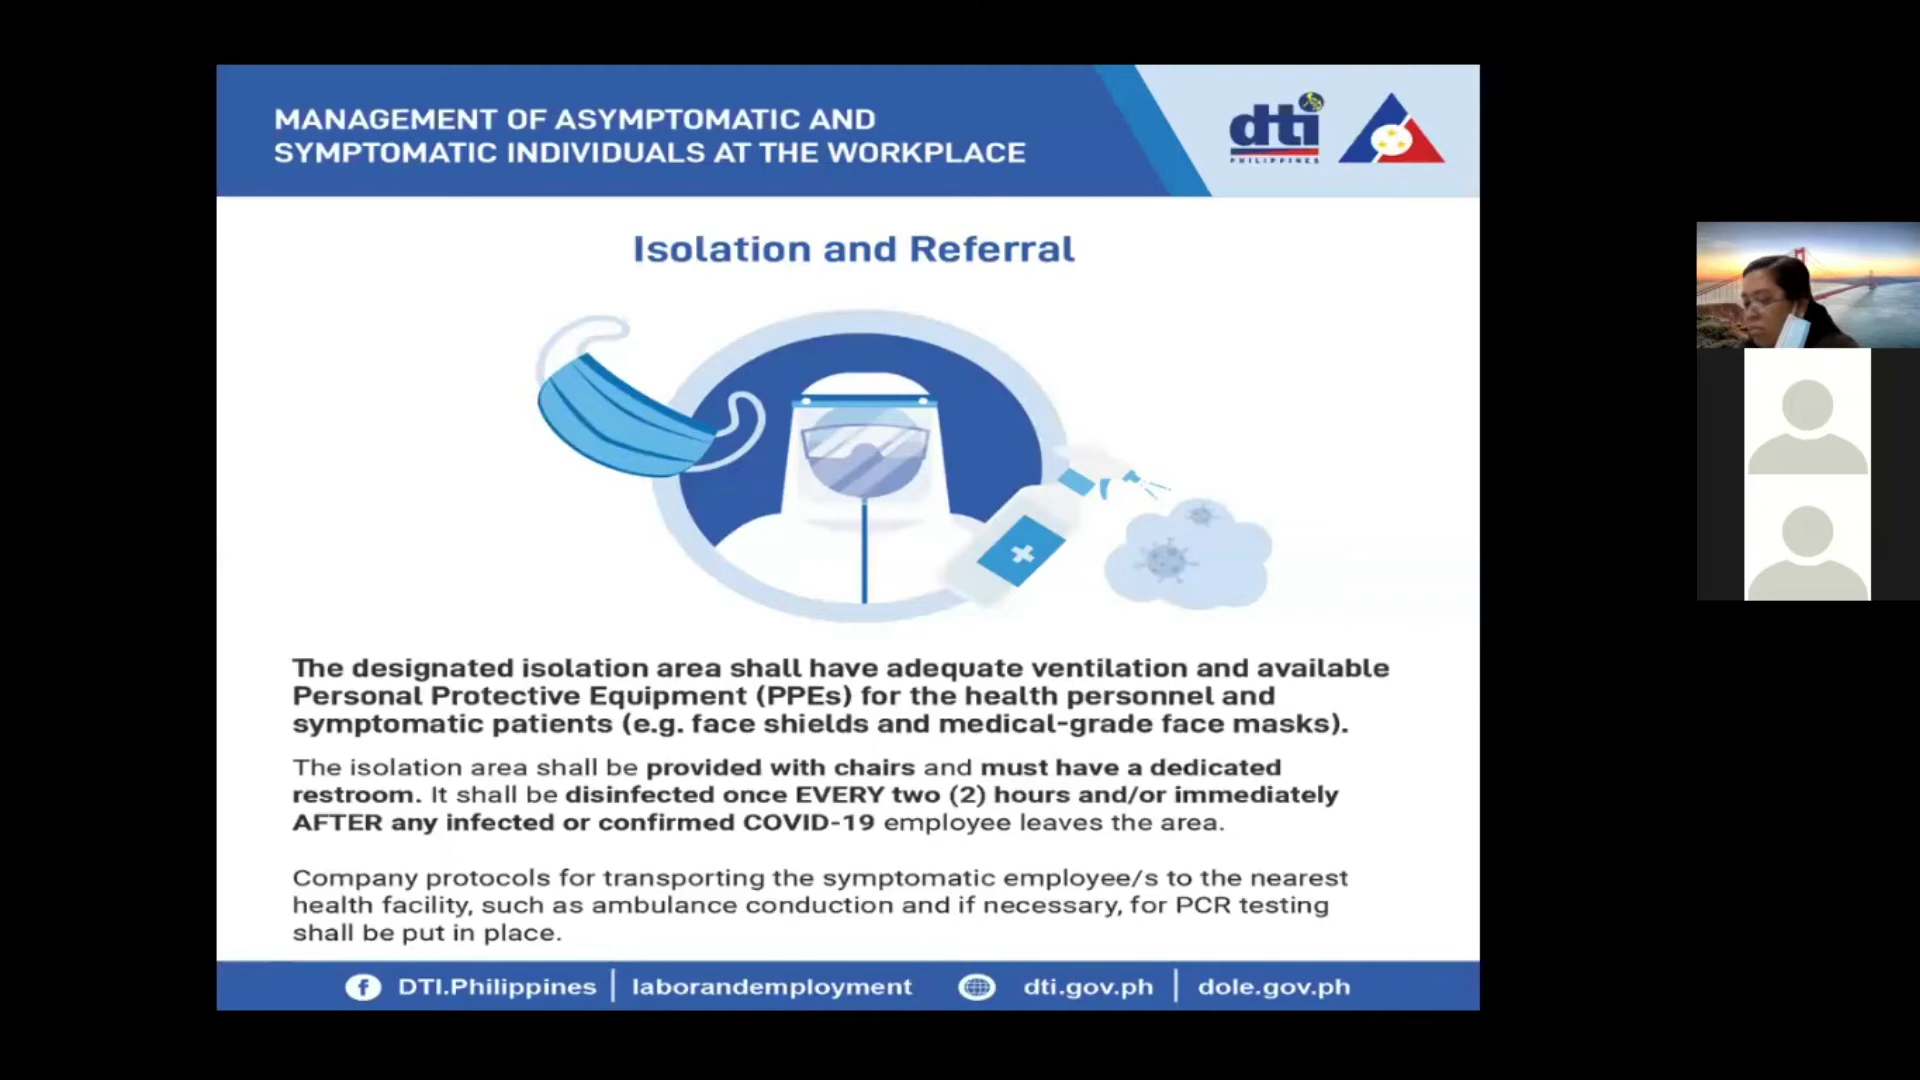 MANAGEMENT OF ASYMPTOMATIC AND
SYMPTOMATIC INDIVIDUALS AT THE WORKPLACE
dti
PHILIPPINES
Isolation and Referral
The designated isolation area shall have adequate ventilation and available
Personal Protective Equipment (PPEs) for the health personnel and
symptomatic patients (e.g. face shields and medical-grade face masks).
The isolation area shall be provided with chairs and must have a dedicated
restroom. It shall be disinfected once EVERY two (2) hours and/or immediately
AFTER any infected or confirmed COVID-19 employee leaves the area.
Company protocols for transporting the symptomatic employee/s to the nearest
health facility, such as ambulance conduction and if necessary, for PCR testing
shall be put in place.
DTI.Philippines | laborandemployment dti.gov.ph | dole.gov.ph